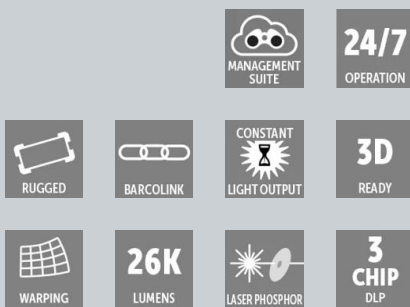 MANAGEMENT
SUITE
24/7
OPERATION
RUGGED
BARCOLINK
CONSTANT
LIGHT OUTPUT
3D
READY
WARPING
26K
LUMENS
LASER PHOSPHOR
3
CHIP
DLP